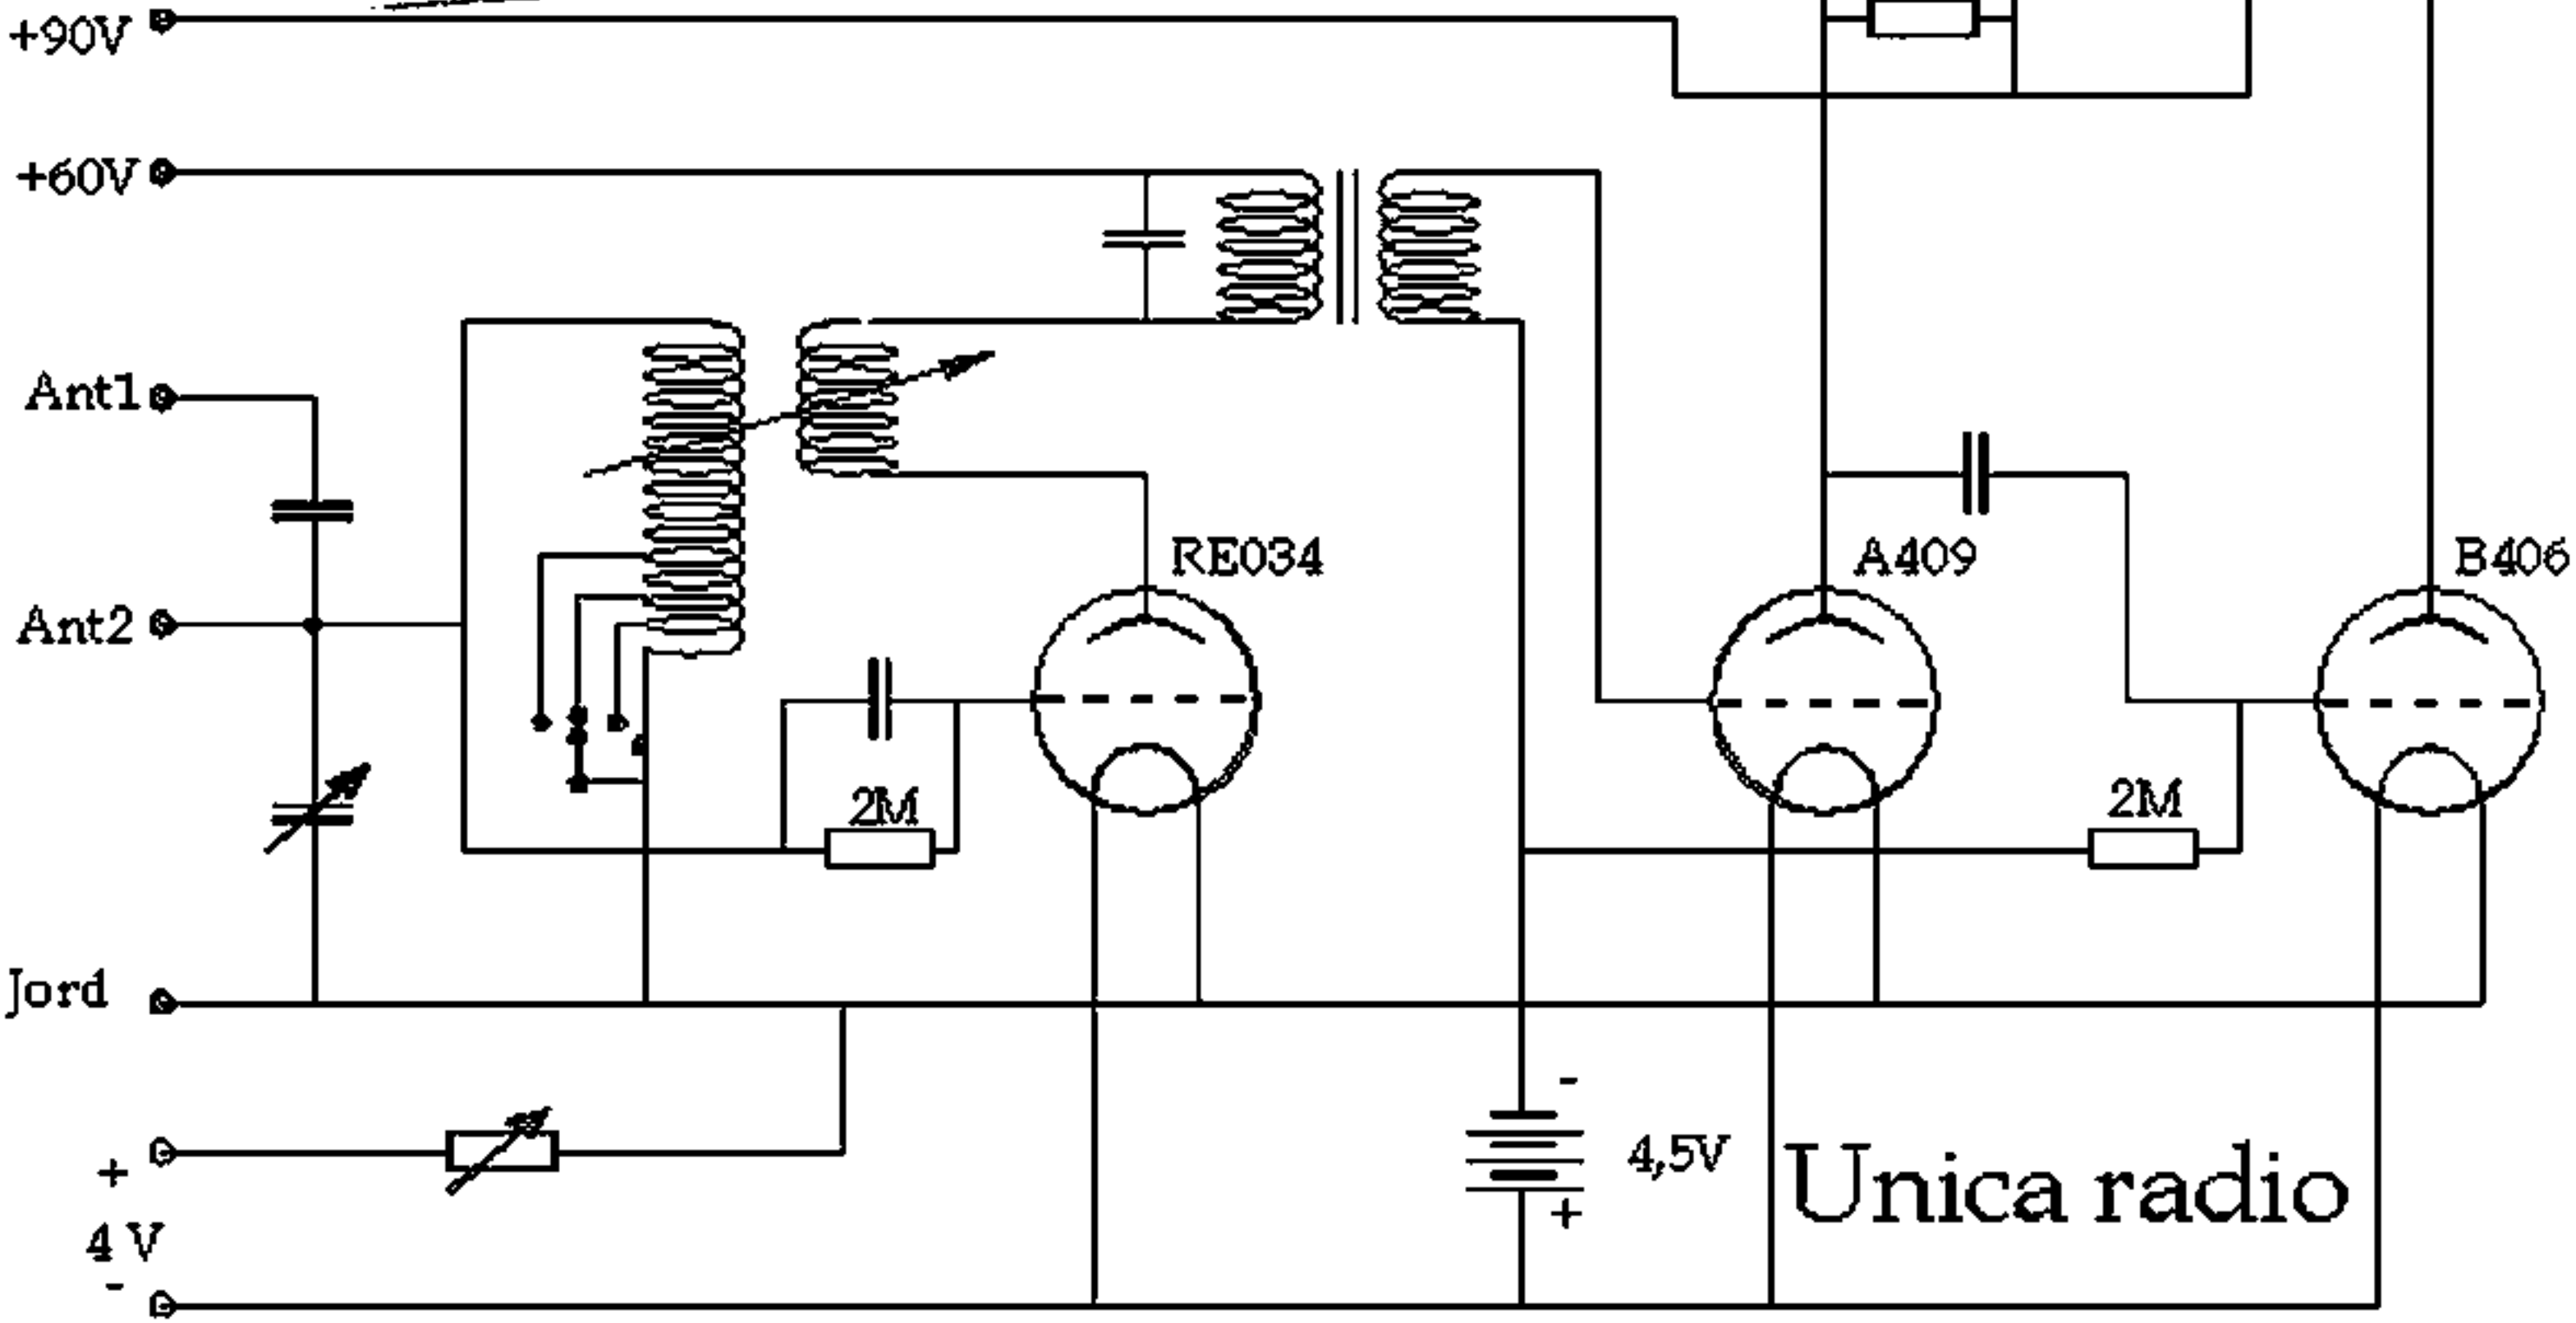 +90V
+60V
Ant1
RE034
A409
B406
Ant2
2M
2M
Jord
-
+
4,5V
Unica radio
+
4 V
-